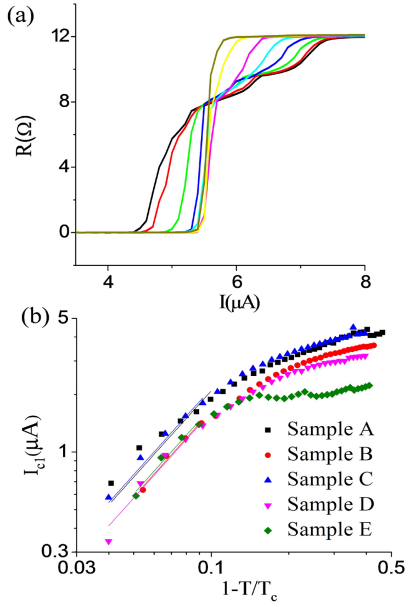 (a)
R(Ω)
12
8
4
0
4
6
8
I(μA)
(b)
I_c1(μA)
5
1
0.3
Sample A
Sample B
Sample C
Sample D
Sample E
0.03
0.1
0.5
1-T/T_c